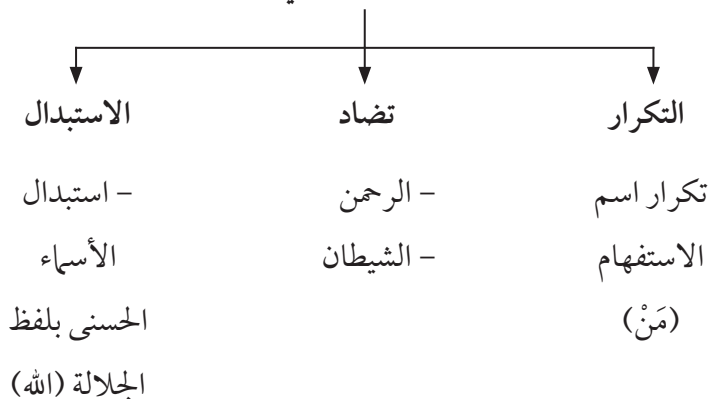 التكرار
تضاد
الاستبدال
تكرار اسم
الاستفهام
(مَنْ)
– الرحمن
– الشيطان
– استبدال
الأسماء
الحسنى بلفظ
الجلالة (الله)